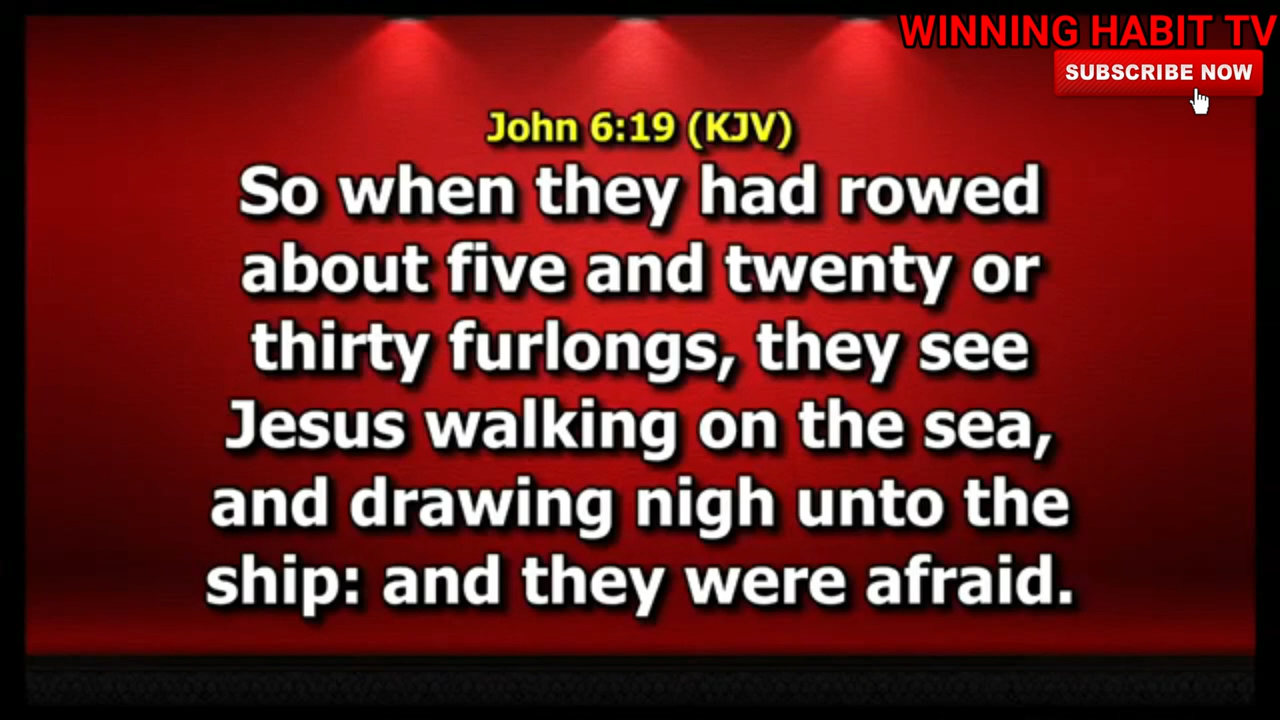 WINNING HABIT TV
SUBSCRIBE NOW
John 6:19 (KJV)
So when they had rowed
about five and twenty or
thirty furlongs, they see
Jesus walking on the sea,
and drawing nigh unto the
ship: and they were afraid.